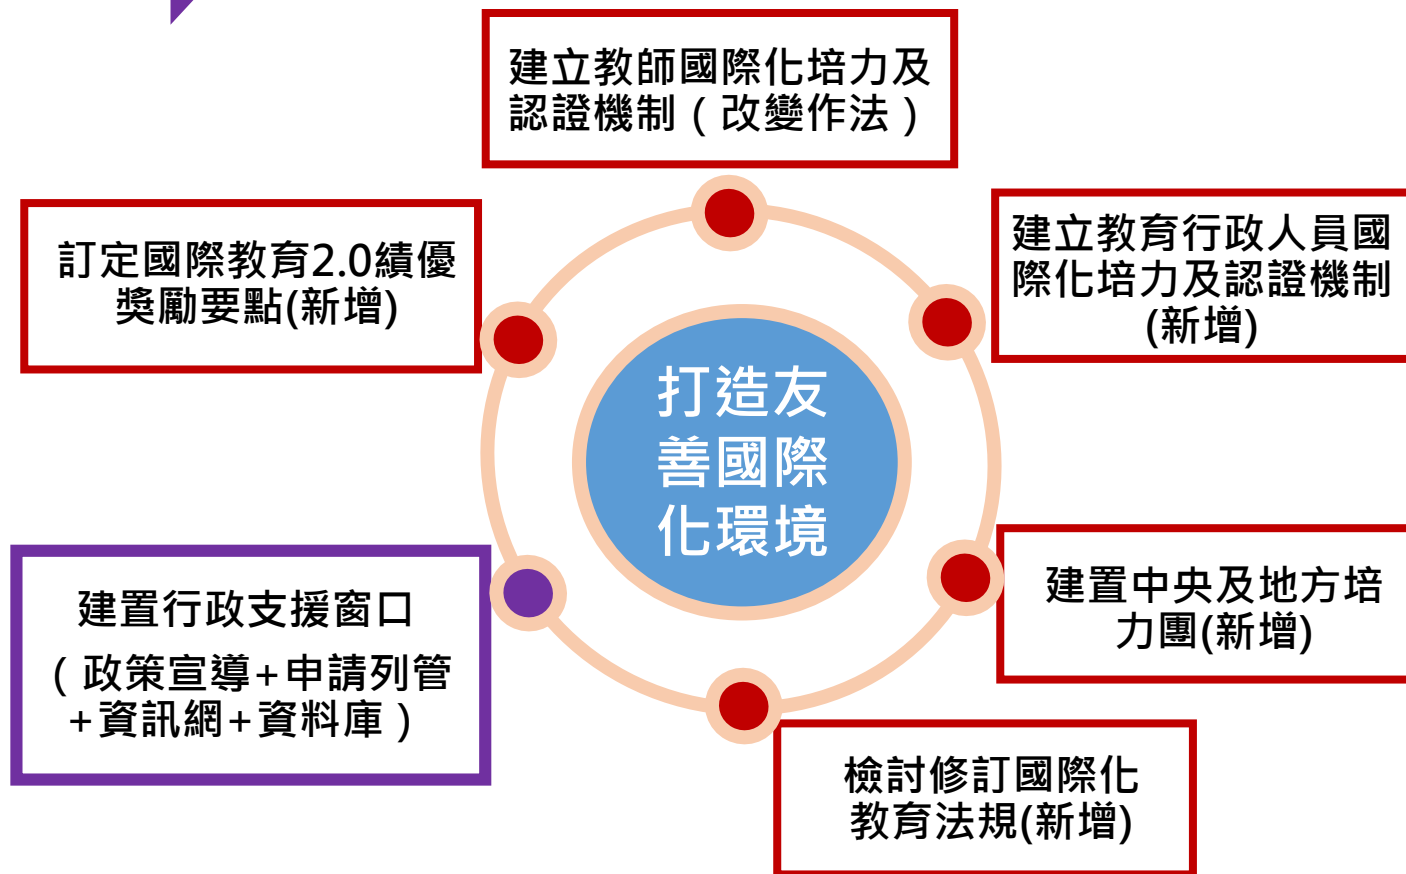 建立教師國際化培力及
認證機制（改變作法）
訂定國際教育2.0績優
獎勵要點(新增)
建立教育行政人員國
際化培力及認證機制
(新增)
打造友
善國際
化環境
建置行政支援窗口
（政策宣導+申請列管
+資訊網+資料庫）
建置中央及地方培
力團(新增)
檢討修訂國際化
教育法規(新增)